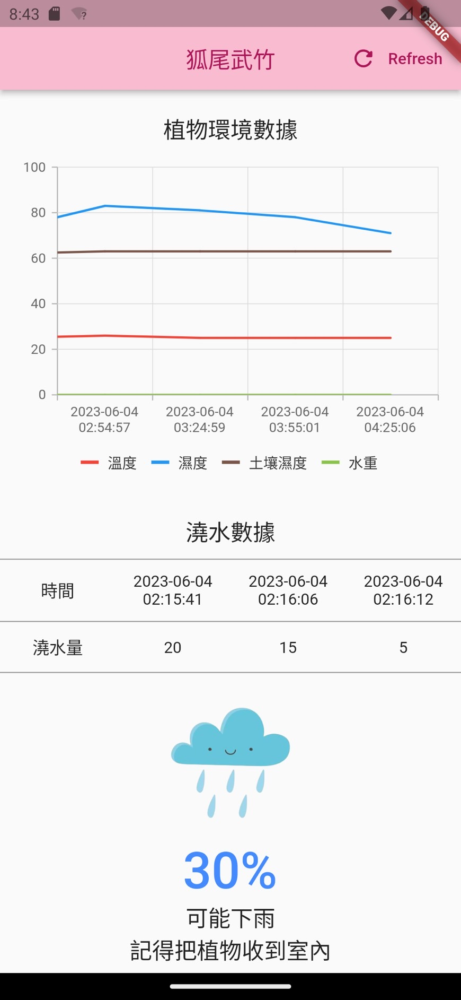 8:43
DEBUG
狐尾武竹
Refresh
植物環境數據
100
80
60
40
20
0
2023-06-04
02:54:57
2023-06-04
03:24:59
2023-06-04
03:55:01
2023-06-04
04:25:06
溫度 濕度 土壤濕度 水重
澆水數據
時間
2023-06-04
02:15:41
2023-06-04
02:16:06
2023-06-04
02:16:12
澆水量 20 15 5
30%
可能下雨
記得把植物收到室內